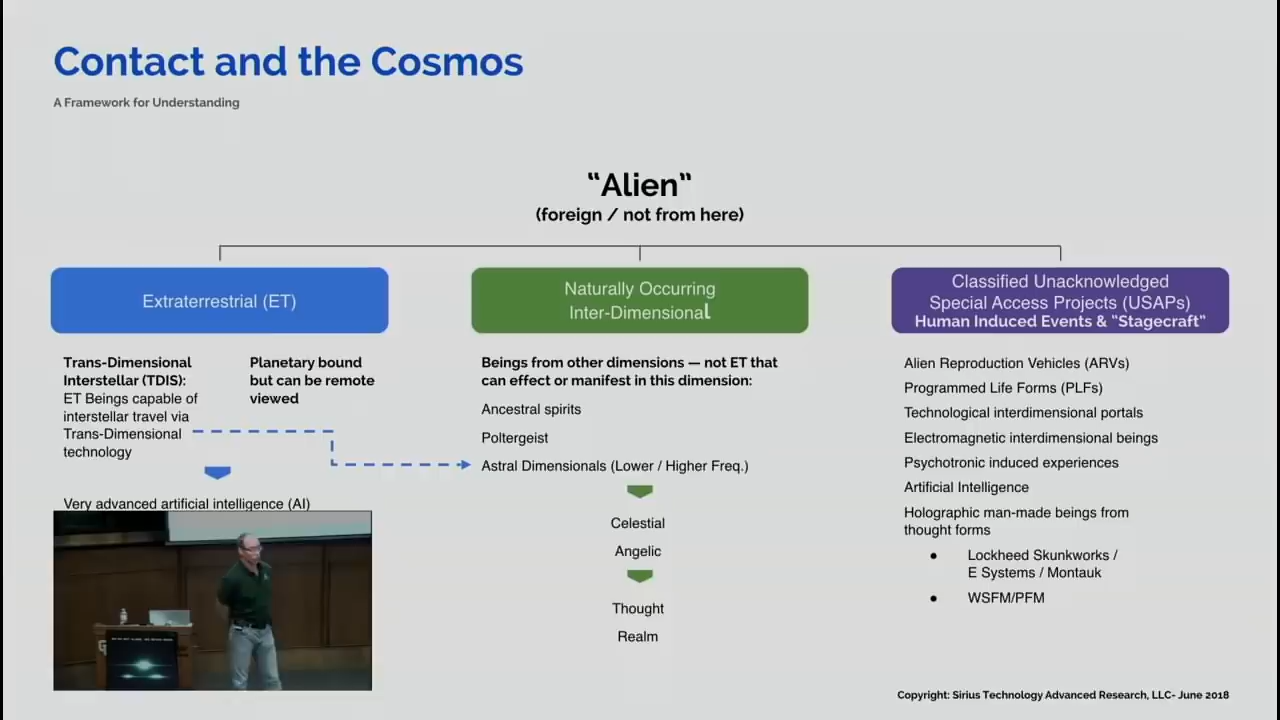 Contact and the Cosmos
A Framework for Understanding
“Alien”
(foreign / not from here)
Extraterrestrial (ET)
Trans-Dimensional
Interstellar (TDIS):
ET Beings capable of
interstellar travel via
Trans-Dimensional
technology
Planetary bound
but can be remote
viewed
Very advanced artificial intelligence (AI)
Naturally Occurring
Inter-Dimensional
Beings from other dimensions — not ET that
can effect or manifest in this dimension:
Ancestral spirits
Poltergeist
Astral Dimensionals (Lower / Higher Freq.)
Celestial
Angelic
Thought
Realm
Classified Unacknowledged
Special Access Projects (USAPs)
Human Induced Events & “Stagecraft”
Alien Reproduction Vehicles (ARVs)
Programmed Life Forms (PLFs)
Technological interdimensional portals
Electromagnetic interdimensional beings
Psychotronic induced experiences
Artificial Intelligence
Holographic man-made beings from
thought forms
● Lockheed Skunkworks /
E Systems / Montauk
● WSFM/PFM
Copyright: Sirius Technology Advanced Research, LLC- June 2018